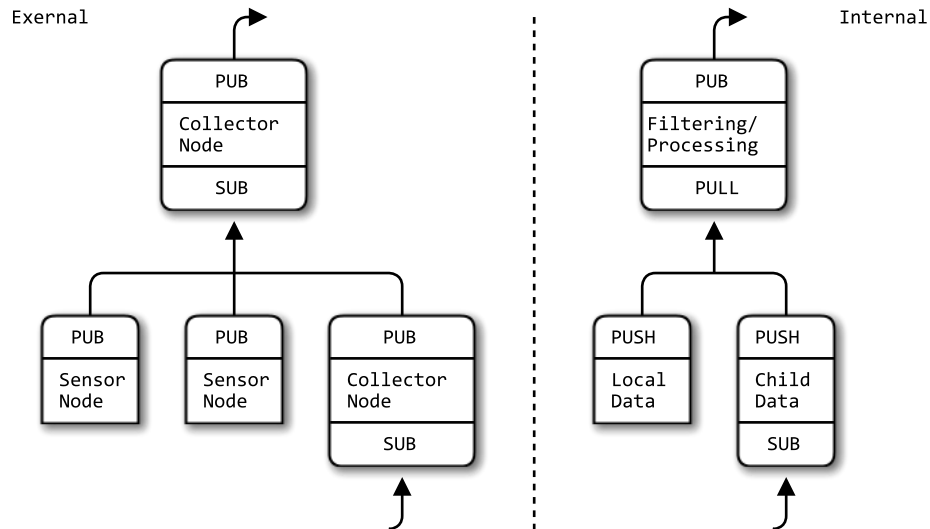 Exernal
Internal
PUB
Collector
Node
SUB
PUB
Filtering/
Processing
PULL
PUB
Sensor
Node
PUB
Sensor
Node
PUB
Collector
Node
SUB
PUSH
Local
Data
PUSH
Child
Data
SUB